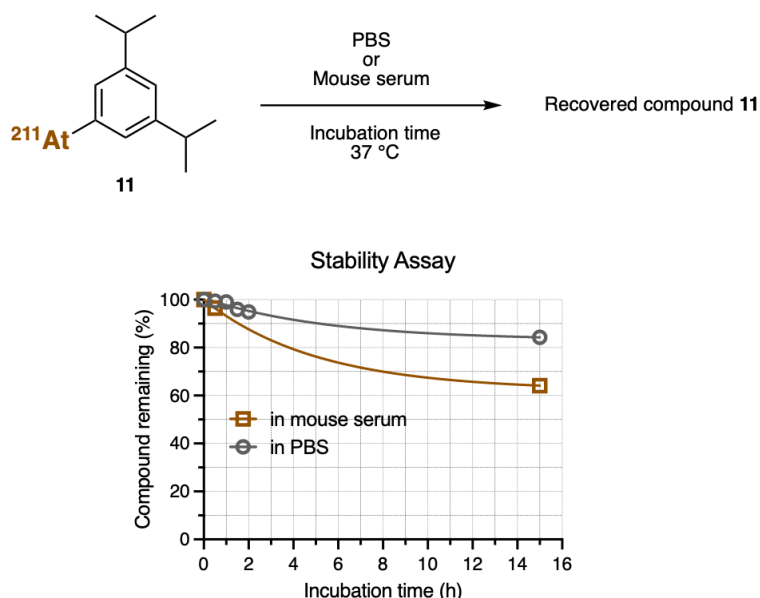 PBS
or
Mouse serum
Recovered compound 11
Incubation time
37 °C
211At
11
Stability Assay
Compound remaining (%)
100
80
60
40
20
0
in mouse serum
in PBS
0 2 4 6 8 10 12 14 16
Incubation time (h)